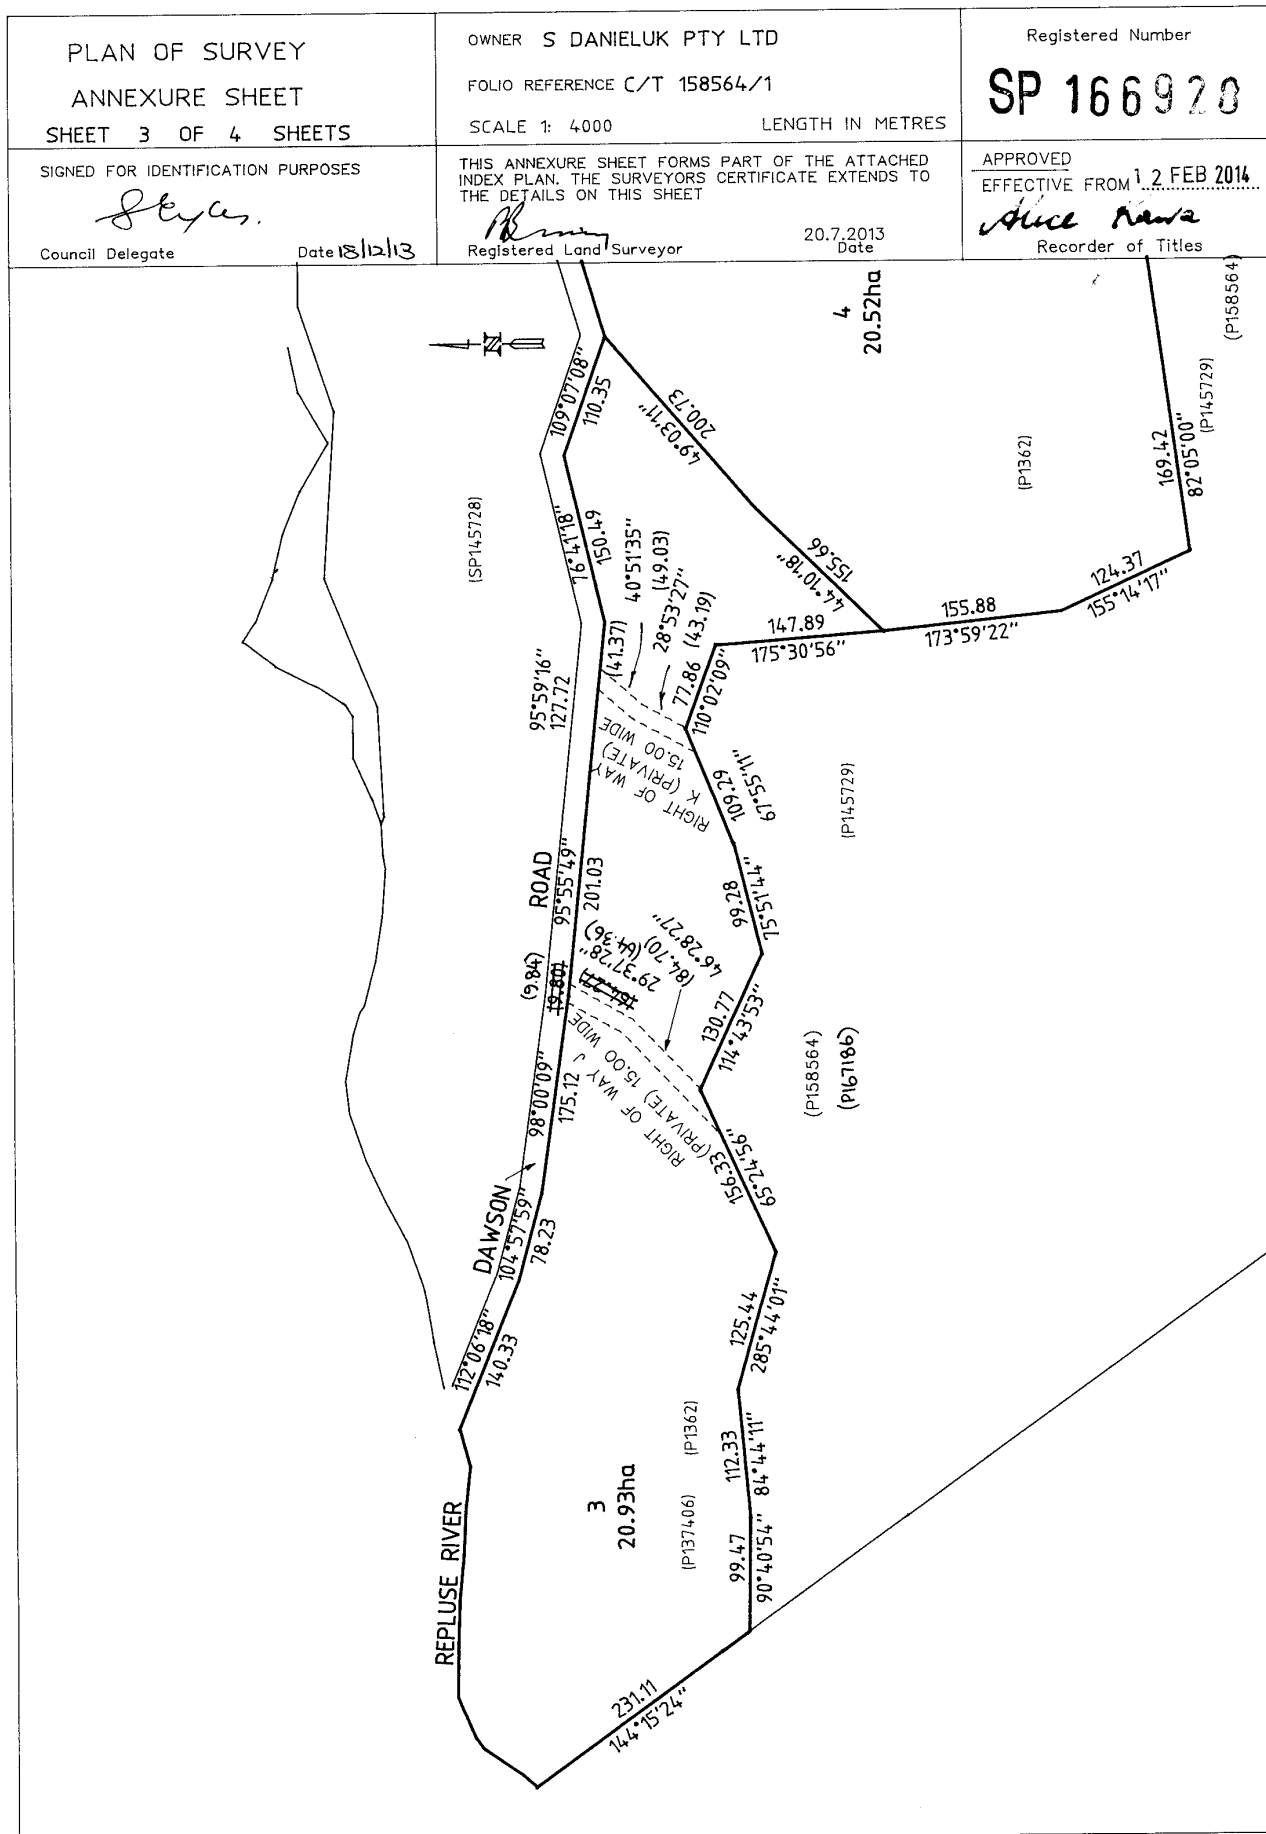 PLAN OF SURVEY
ANNEXURE SHEET
SHEET 3 OF 4 SHEETS
OWNER S DANIELUK PTY LTD
FOLIO REFERENCE C/T 158564/1
SCALE 1: 4000 LENGTH IN METRES
Registered Number
SP 166920
SIGNED FOR IDENTIFICATION PURPOSES
Council Delegate Date 18/12/13
THIS ANNEXURE SHEET FORMS PART OF THE ATTACHED
INDEX PLAN. THE SURVEYORS CERTIFICATE EXTENDS TO
THE DETAILS ON THIS SHEET
Registered Land Surveyor 20.7.2013
Date
APPROVED
EFFECTIVE FROM 12 FEB 2014
Alice Kawa
Recorder of Titles
(P158564)
4
20.52ha
N
109°07'08"
110.35
200.73
49°03'11"
(P145729)
169.42
82°05'00"
(P1362)
(SP145728)
76°41'18"
150.49
40°51'35"
(49.03)
28°53'27"
(43.19)
(41.37)
155.66
44°10'18"
124.37
155°14'17"
147.89
175°30'56"
155.88
173°59'22"
77.86
110°02'09"
95°59'16"
127.72
RIGHT OF WAY
K (PRIVATE)
15.00 WIDE
109.29
67°55'11"
(P145729)
ROAD
95°55'49"
201.03
99.28
75°51'44"
(9.84)
(9.80)
(64.27)
29°37'28"
(64.36)
(84.70)
46°28'27"
130.77
114°43'53"
(P158564)
(P167186)
98°00'09"
175.12
RIGHT OF WAY J
(PRIVATE) 15.00 WIDE
156.33
65°24'56"
DAWSON
104°57'59"
78.23
125.44
285°44'01"
112°06'18"
140.33
(P1362)
112.33
84°44'11"
3
20.93ha
(P137406)
99.47
90°40'54"
REPLUSE RIVER
231.11
144°15'24"